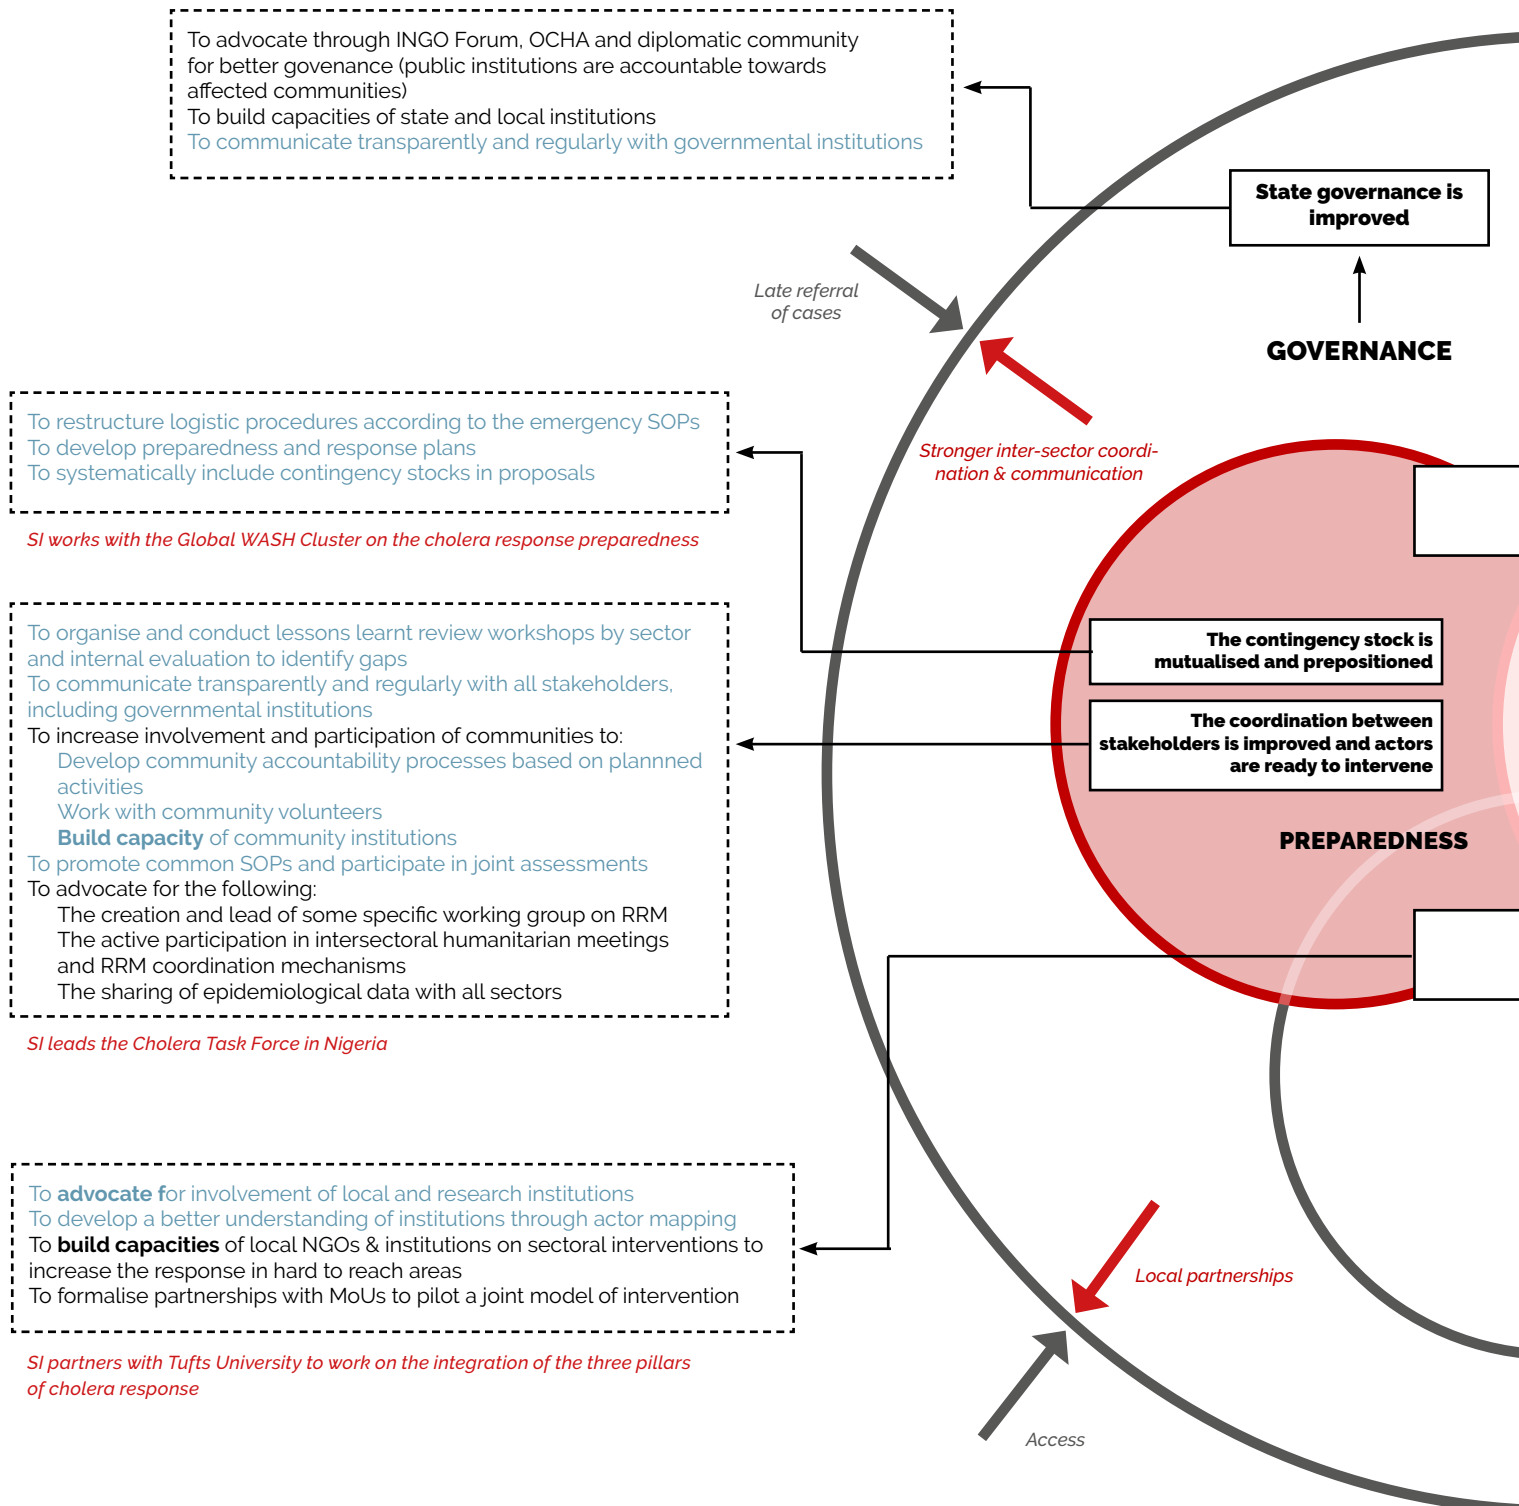 To advocate through INGO Forum, OCHA and diplomatic community
for better govenance (public institutions are accountable towards
affected communities)
To build capacities of state and local institutions
To communicate transparently and regularly with governmental institutions
State governance is
improved
Late referral
of cases
GOVERNANCE
To restructure logistic procedures according to the emergency SOPs
To develop preparedness and response plans
To systematically include contingency stocks in proposals
Stronger inter-sector coordi-
nation & communication
SI works with the Global WASH Cluster on the cholera response preparedness
To organise and conduct lessons learnt review workshops by sector
and internal evaluation to identify gaps
To communicate transparently and regularly with all stakeholders,
including governmental institutions
To increase involvement and participation of communities to:
Develop community accountability processes based on plannned
activities
Work with community volunteers
Build capacity of community institutions
To promote common SOPs and participate in joint assessments
To advocate for the following:
The creation and lead of some specific working group on RRM
The active participation in intersectoral humanitarian meetings
and RRM coordination mechanisms
The sharing of epidemiological data with all sectors
The contingency stock is
mutualised and prepositioned
The coordination between
stakeholders is improved and actors
are ready to intervene
PREPAREDNESS
SI leads the Cholera Task Force in Nigeria
To advocate for involvement of local and research institutions
To develop a better understanding of institutions through actor mapping
To build capacities of local NGOs & institutions on sectoral interventions to
increase the response in hard to reach areas
To formalise partnerships with MoUs to pilot a joint model of intervention
Local partnerships
SI partners with Tufts University to work on the integration of the three pillars
of cholera response
Access